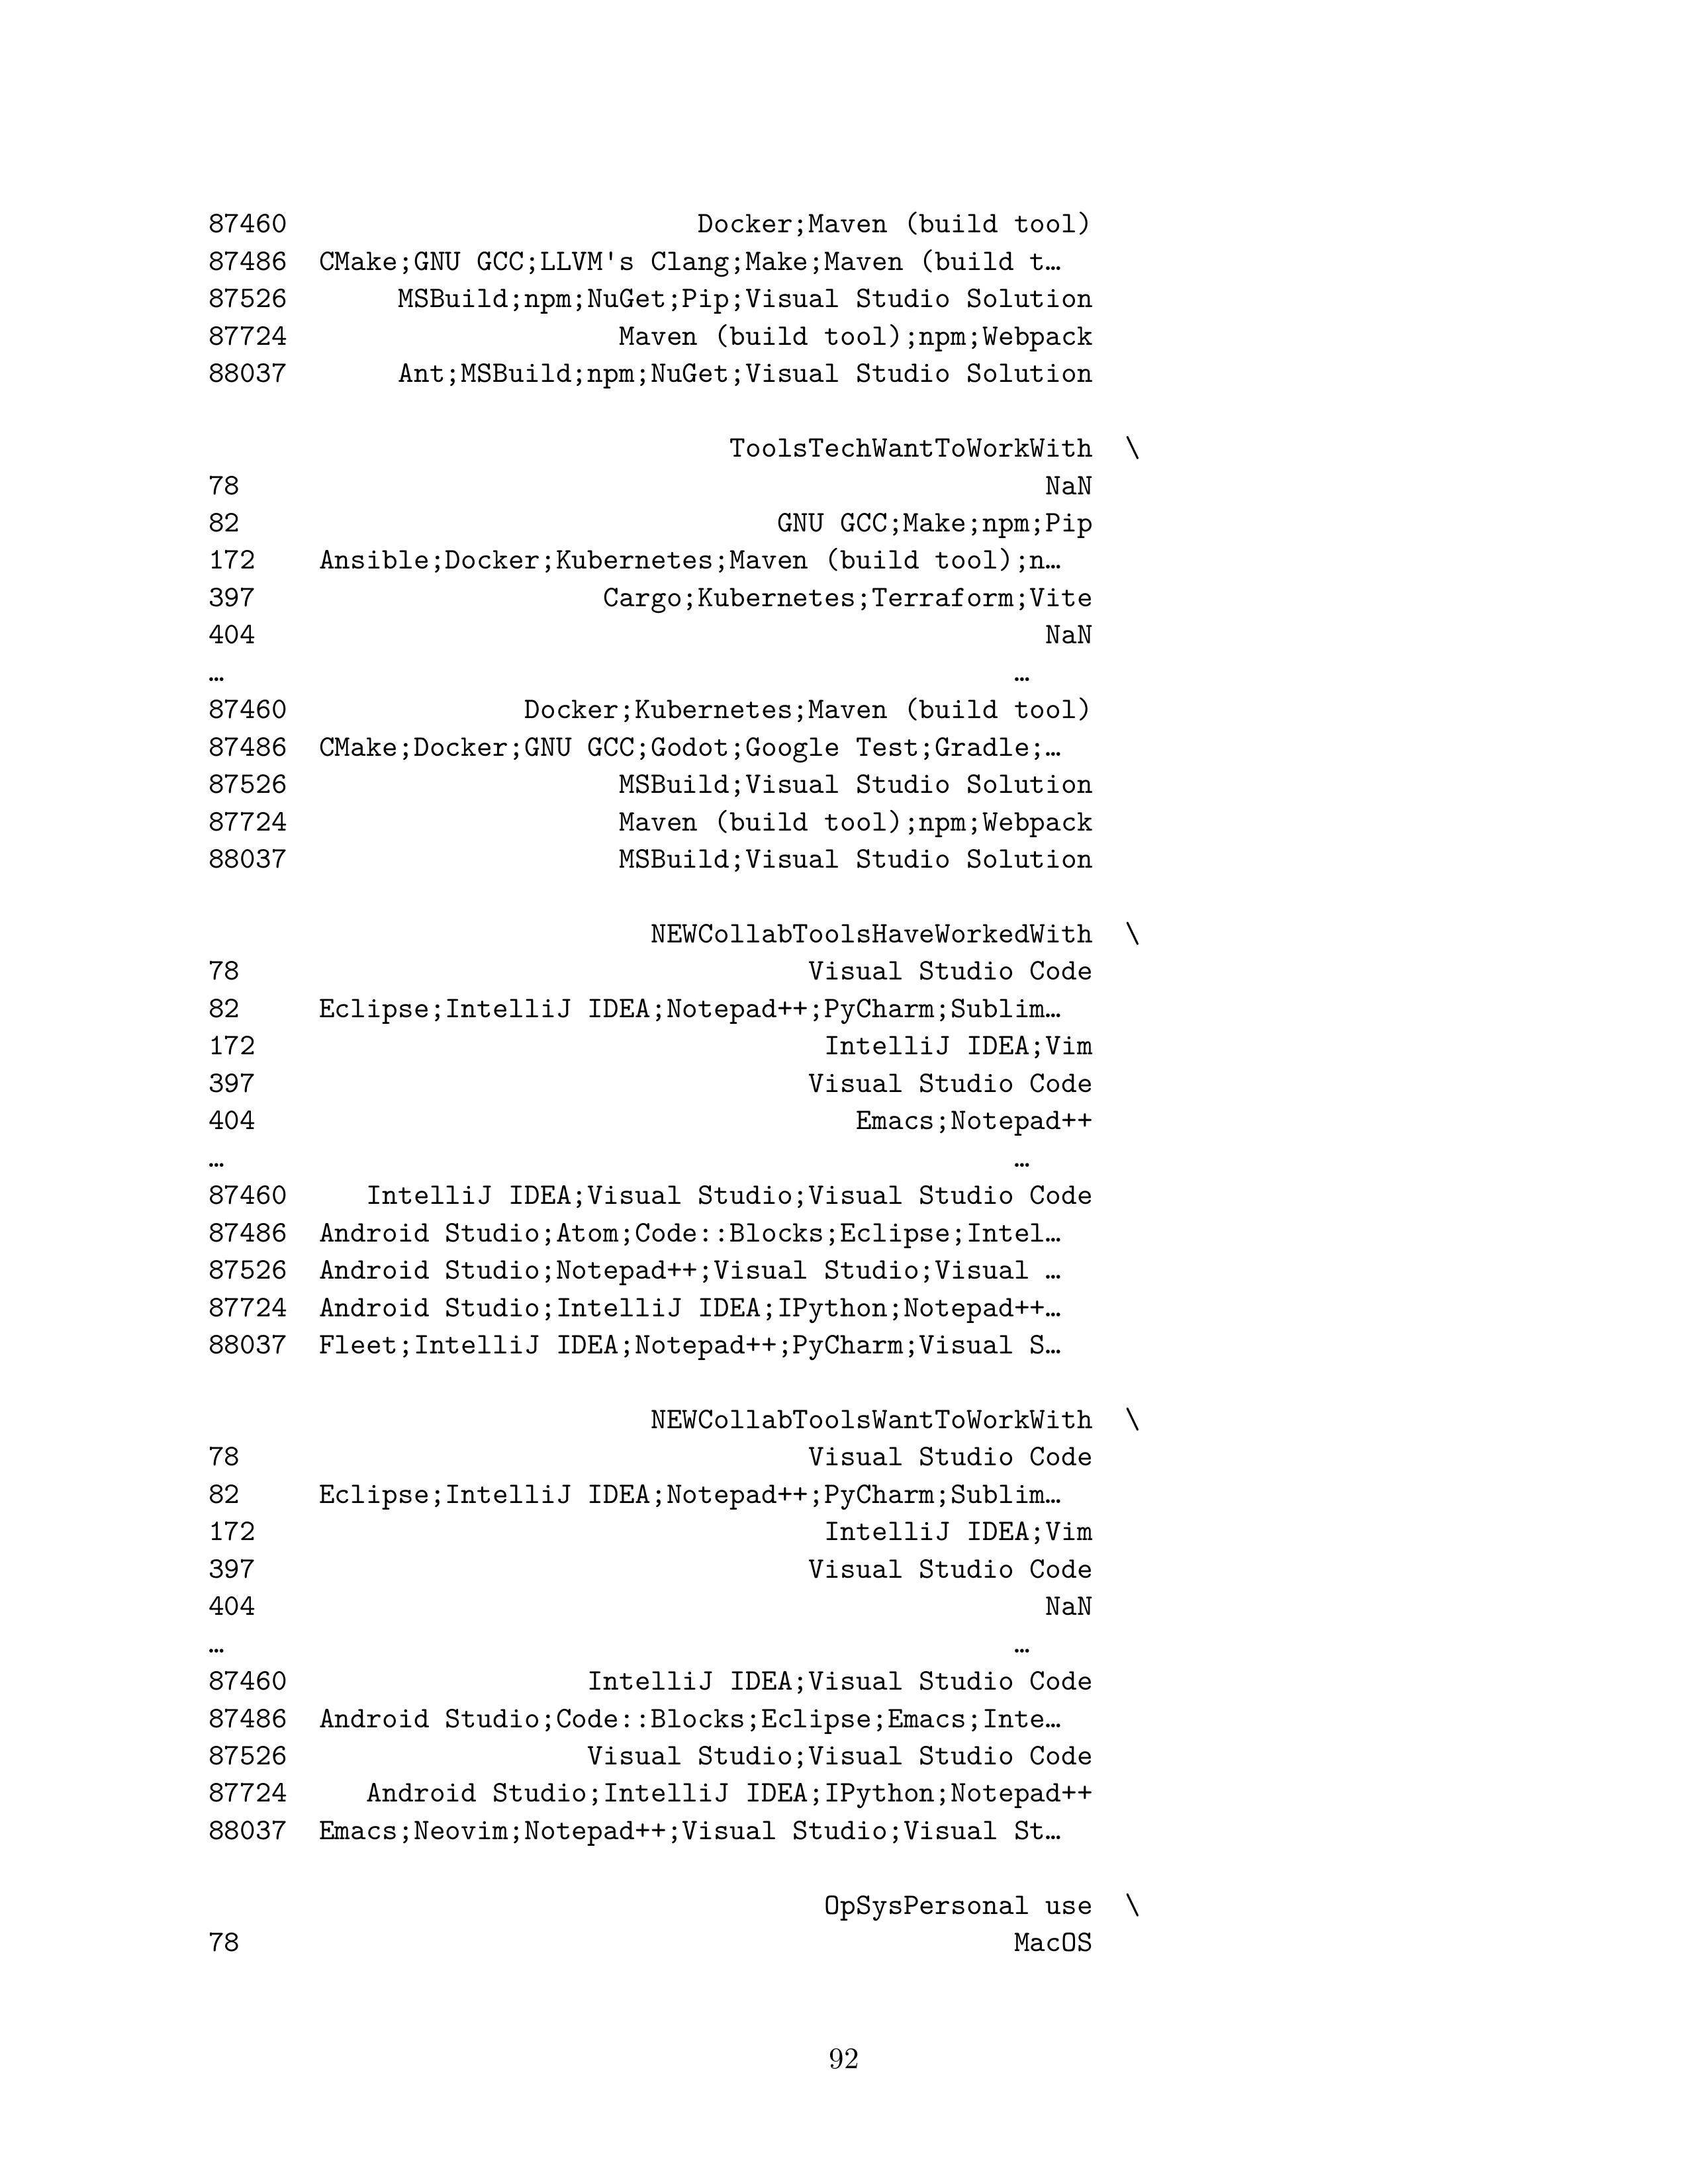 87460 Docker;Maven (build tool)
87486 CMake;GNU GCC;LLVM's Clang;Make;Maven (build t…
87526 MSBuild;npm;NuGet;Pip;Visual Studio Solution
87724 Maven (build tool);npm;Webpack
88037 Ant;MSBuild;npm;NuGet;Visual Studio Solution
ToolsTechWantToWorkWith \
78 NaN
82 GNU GCC;Make;npm;Pip
172 Ansible;Docker;Kubernetes;Maven (build tool);n…
397 Cargo;Kubernetes;Terraform;Vite
404 NaN
… …
87460 Docker;Kubernetes;Maven (build tool)
87486 CMake;Docker;GNU GCC;Godot;Google Test;Gradle;…
87526 MSBuild;Visual Studio Solution
87724 Maven (build tool);npm;Webpack
88037 MSBuild;Visual Studio Solution
NEWCollabToolsHaveWorkedWith \
78 Visual Studio Code
82 Eclipse;IntelliJ IDEA;Notepad++;PyCharm;Sublim…
172 IntelliJ IDEA;Vim
397 Visual Studio Code
404 Emacs;Notepad++
… …
87460 IntelliJ IDEA;Visual Studio;Visual Studio Code
87486 Android Studio;Atom;Code::Blocks;Eclipse;Intel…
87526 Android Studio;Notepad++;Visual Studio;Visual …
87724 Android Studio;IntelliJ IDEA;IPython;Notepad++…
88037 Fleet;IntelliJ IDEA;Notepad++;PyCharm;Visual S…
NEWCollabToolsWantToWorkWith \
78 Visual Studio Code
82 Eclipse;IntelliJ IDEA;Notepad++;PyCharm;Sublim…
172 IntelliJ IDEA;Vim
397 Visual Studio Code
404 NaN
… …
87460 IntelliJ IDEA;Visual Studio Code
87486 Android Studio;Code::Blocks;Eclipse;Emacs;Inte…
87526 Visual Studio;Visual Studio Code
87724 Android Studio;IntelliJ IDEA;IPython;Notepad++
88037 Emacs;Neovim;Notepad++;Visual Studio;Visual St…
OpSysPersonal use \
78 MacOS
92